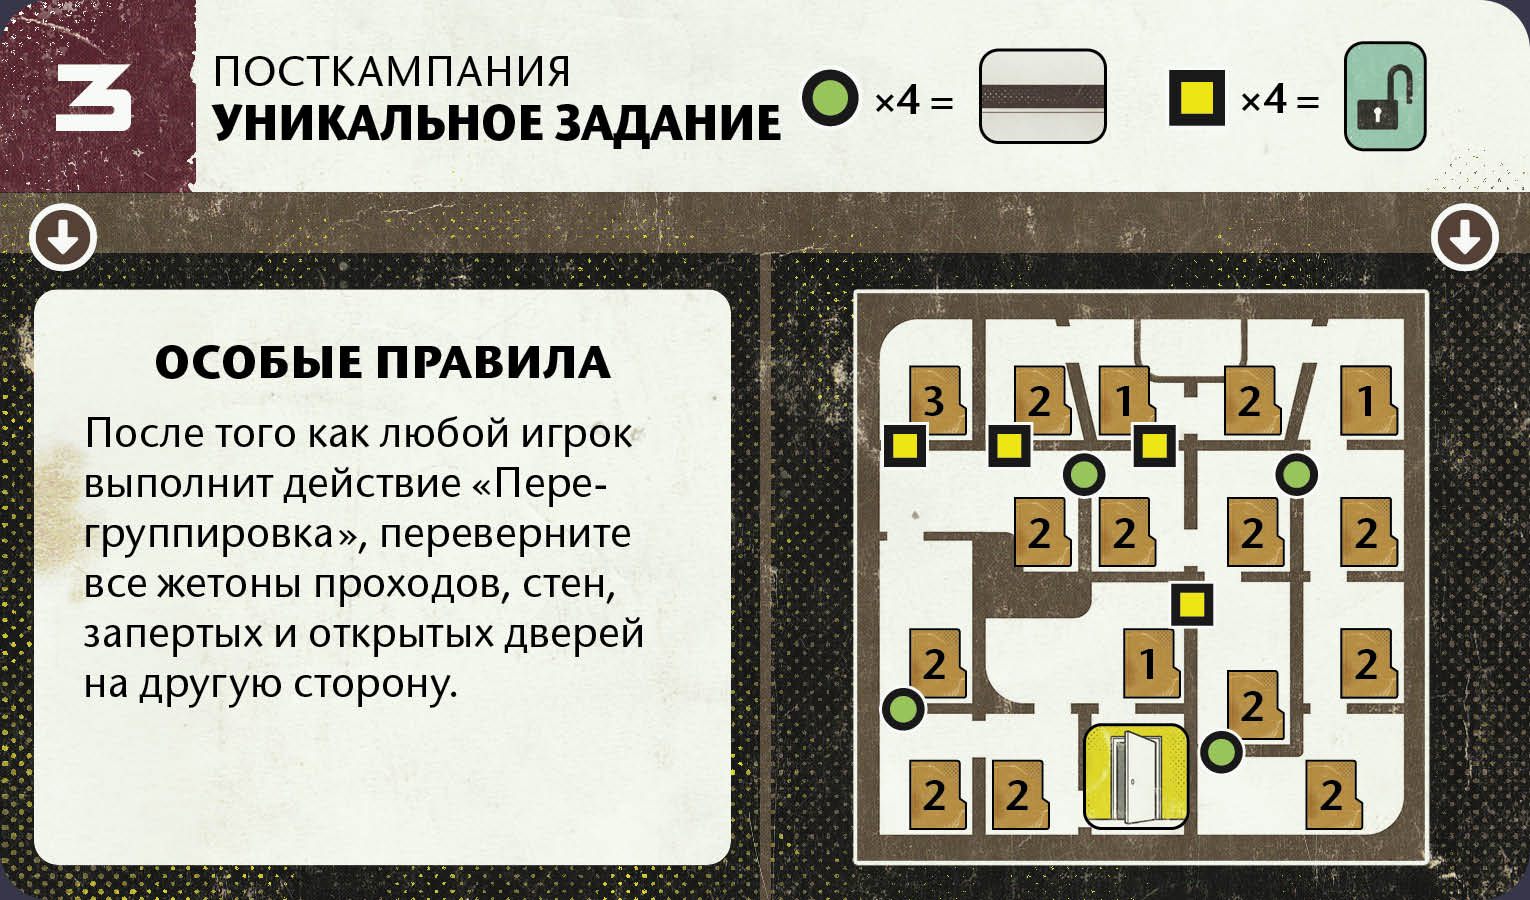 3
ПОСТКАМПАНИЯ
УНИКАЛЬНОЕ ЗАДАНИЕ
×4 =
×4 =
ОСОБЫЕ ПРАВИЛА
После того как любой игрок
выполнит действие «Пере-
группировка», переверните
все жетоны проходов, стен,
запертых и открытых дверей
на другую сторону.
3 2 1 2 1
2 2 2 2
2 1 2
2
2 2 2